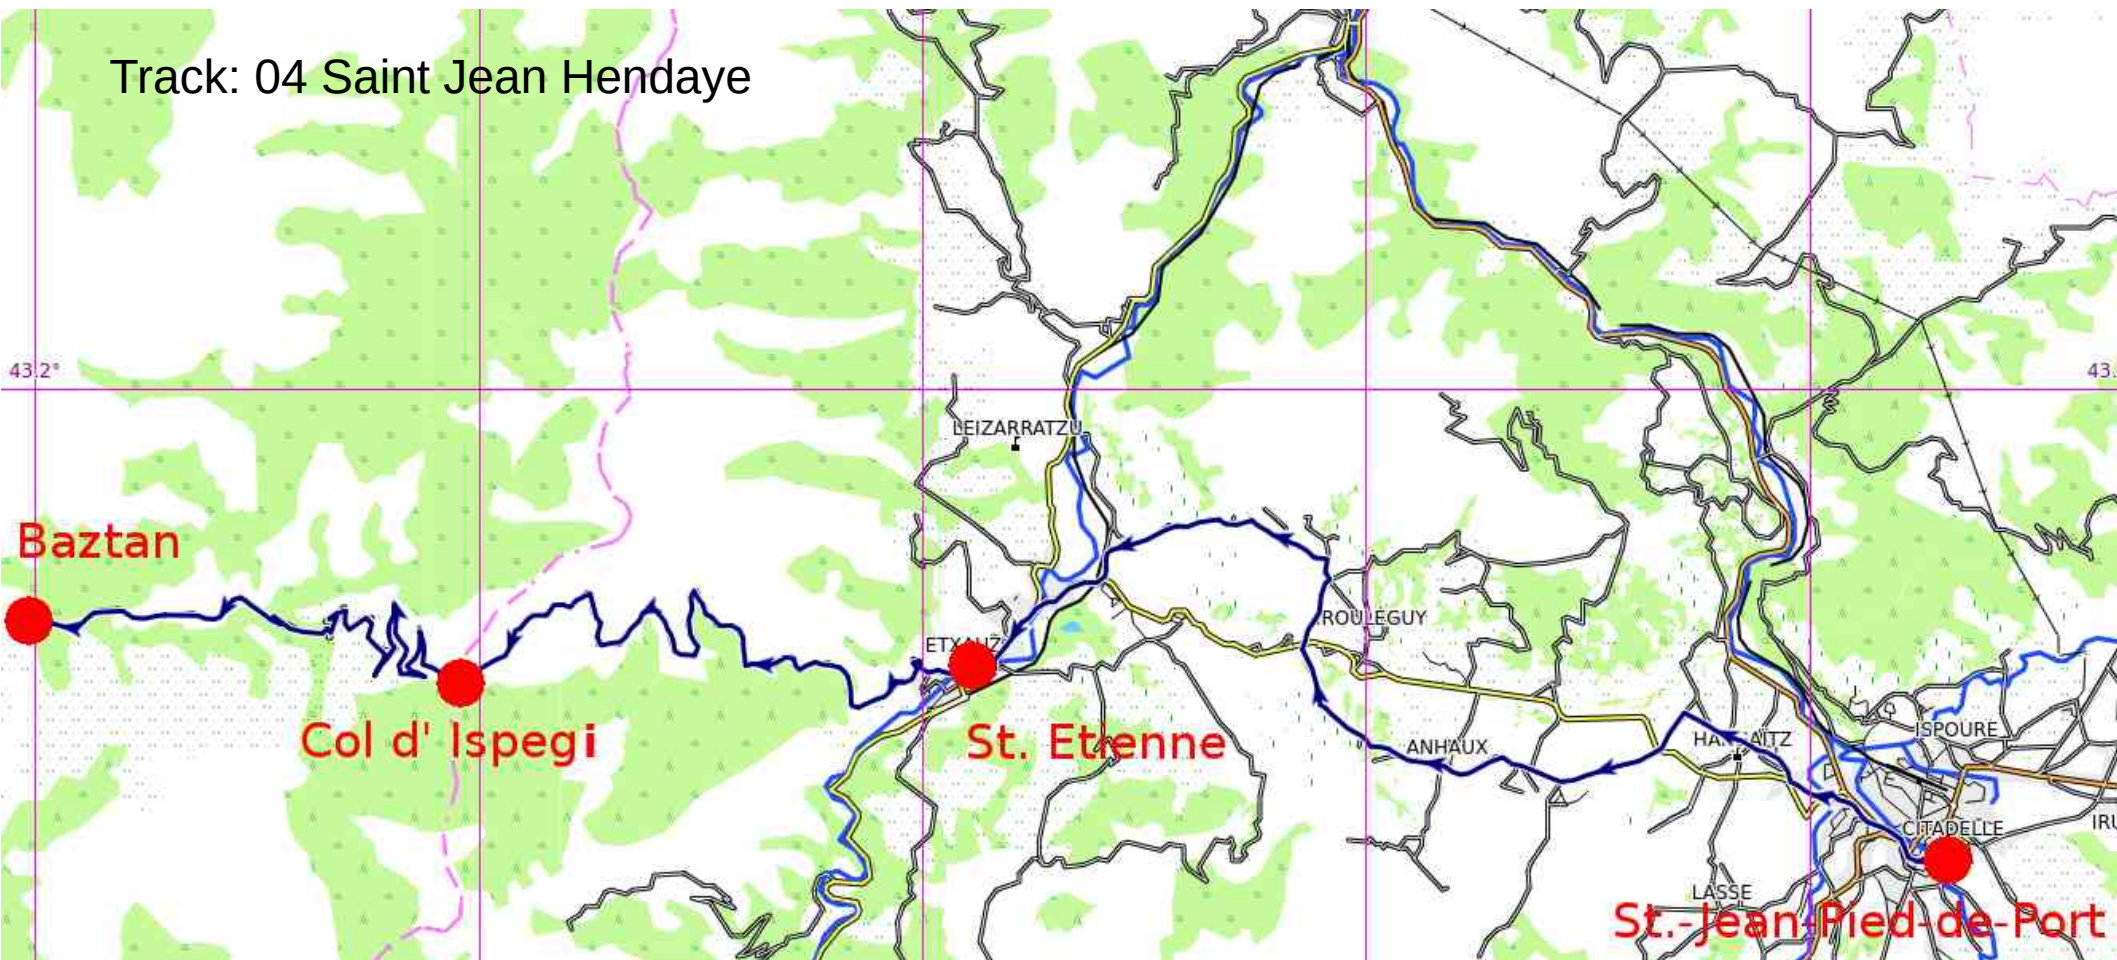 Track: 04 Saint Jean Hendaye
43.2°
43.
LEIZARRATZU
Baztan
ROULEGUY
ETXAUZ
Col d' Ispegi
St. Etienne
ANHAUX
ISPOURE
CITADELLE
IRU
LASSE
St.-Jean-Pied-de-Port